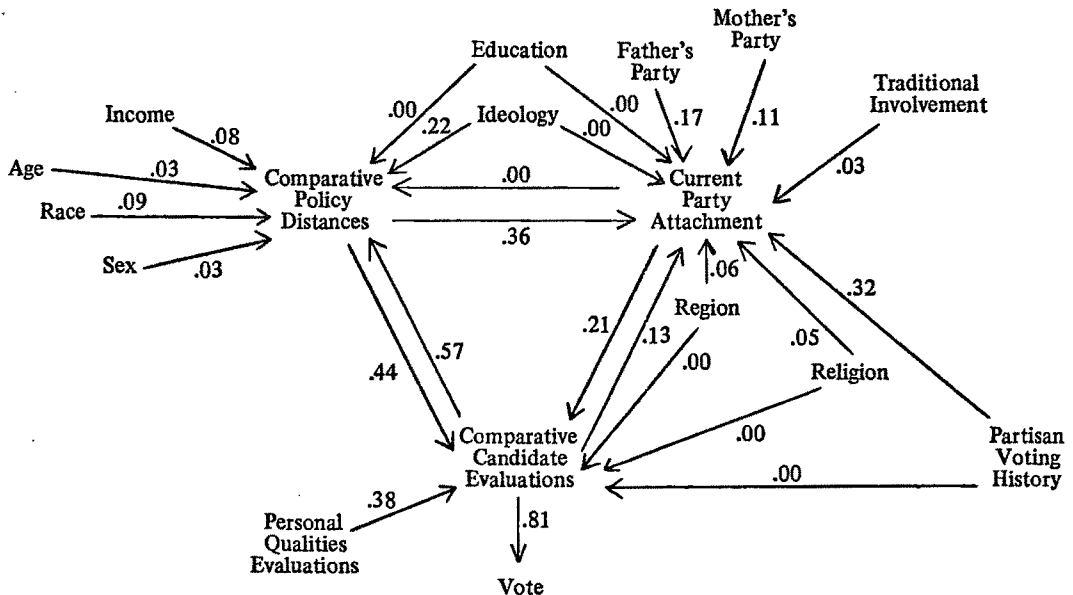 Mother's
Party
Education
Father's
Party
Traditional
Involvement
.00
.00
Income
.22
Ideology
.00
.17
.11
.08
.03
Age
.03
Comparative
Policy
Distances
.00
Current
Party
Attachment
Race
.09
.36
Sex
.03
.06
.32
Region
.21
.13
.05
.57
.00
.44
Religion
Comparative
Candidate
Evaluations
.00
Partisan
Voting
History
.00
.38
Personal
Qualities
Evaluations
.81
Vote